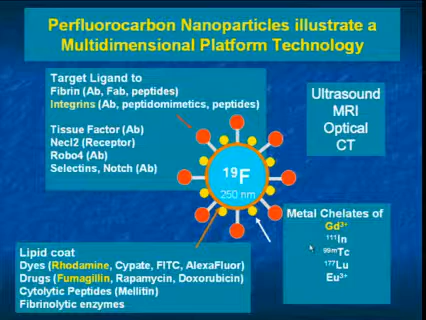 Perfluorocarbon Nanoparticles illustrate a
Multidimensional Platform Technology
Target Ligand to
Fibrin (Ab, Fab, peptides)
Integrins (Ab, peptidomimetics, peptides)
Tissue Factor (Ab)
Necl2 (Receptor)
Robo4 (Ab)
Selectins, Notch (Ab)
Ultrasound
MRI
Optical
CT
¹⁹F
250 nm
Metal Chelates of
Gd³⁺
¹¹¹In
⁹⁹ᵐTc
¹⁷⁷Lu
Eu³⁺
Lipid coat
Dyes (Rhodamine, Cypate, FITC, AlexaFluor)
Drugs (Fumagillin, Rapamycin, Doxorubicin)
Cytolytic Peptides (Mellitin)
Fibrinolytic enzymes